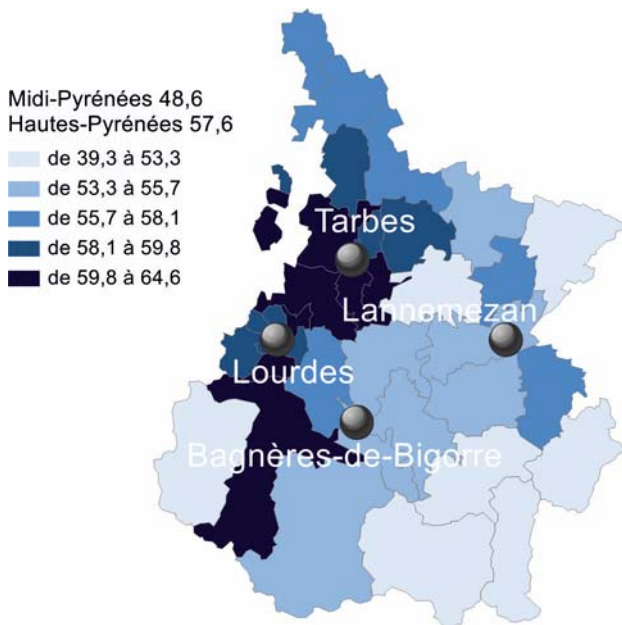 Midi-Pyrénées 48,6
Hautes-Pyrénées 57,6
de 39,3 à 53,3
de 53,3 à 55,7
de 55,7 à 58,1
de 58,1 à 59,8
de 59,8 à 64,6
Tarbes
Lannemezan
Lourdes
Bagnères-de-Bigorre